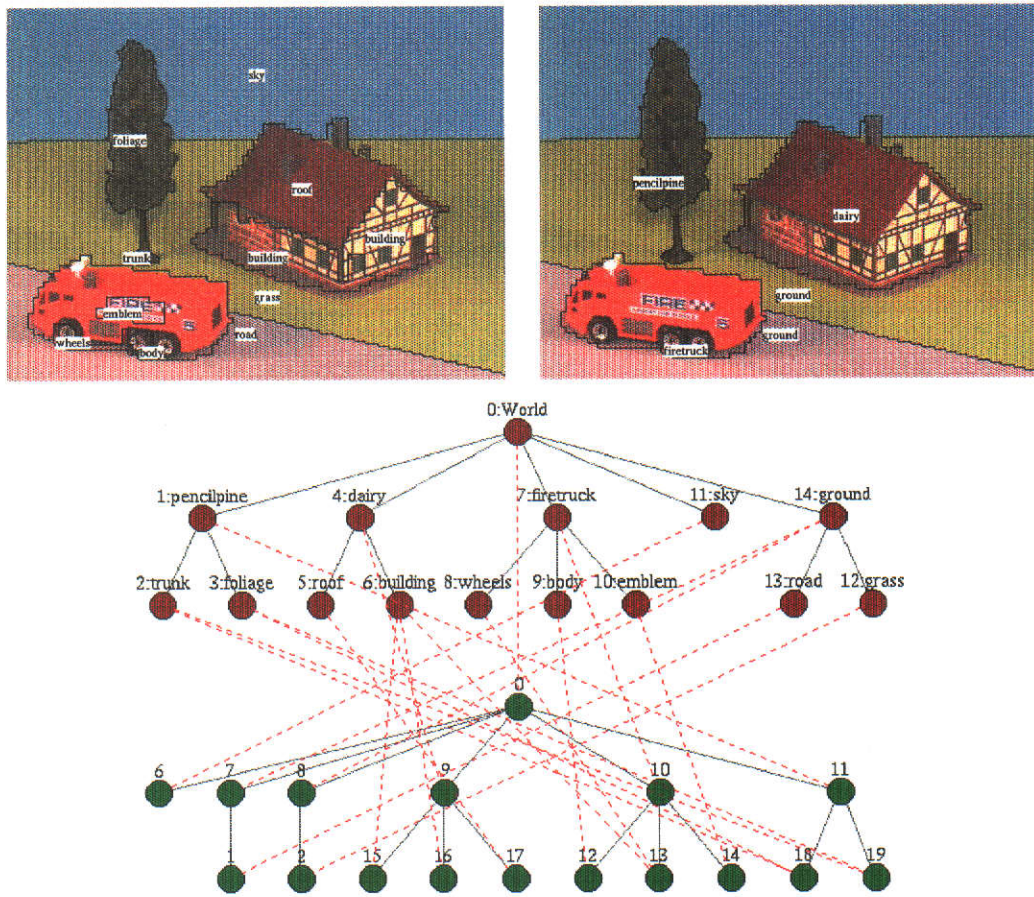 sky
foliage
roof
building
trunk
building
grass
FIRE
emblem
road
wheels
body
pencilpine
dairy
ground
FIRE
ground
firetruck
0:World
1:pencilpine 4:dairy 7:firetruck 11:sky 14:ground
2:trunk 3:foliage 5:roof 6:building 8:wheels 9:body 10:emblem 13:road 12:grass
0
6 7 8 9 10 11
1 2 15 16 17 12 13 14 18 19